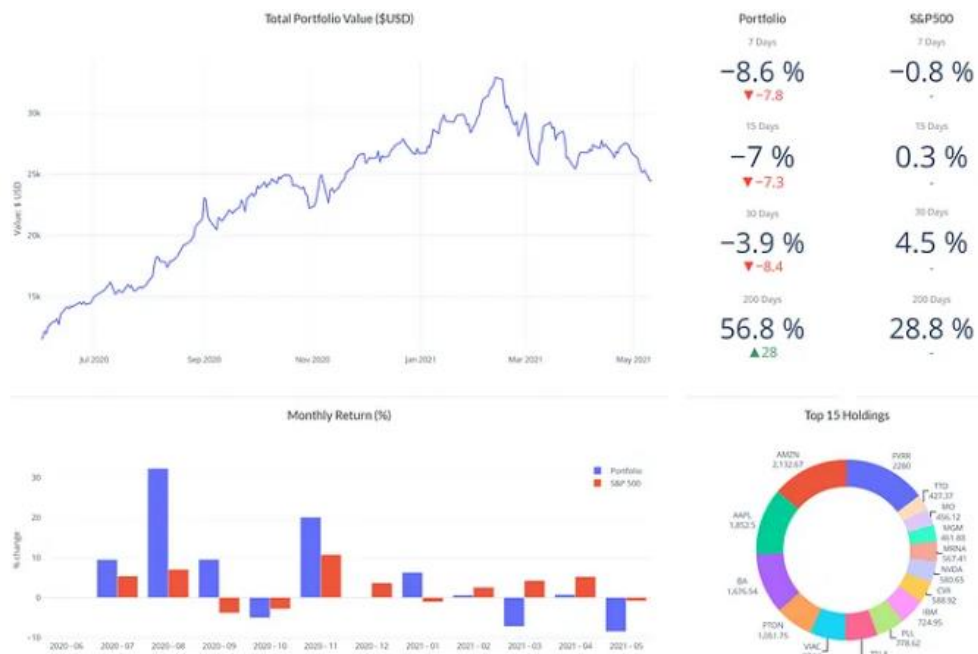 Total Portfolio Value ($USD)
Value: $ USD
30k
25k
20k
15k
Jul 2020
Sep 2020
Nov 2020
Jan 2021
Mar 2021
May 2021
Portfolio
7 Days
−8.6 %
▼−7.8
15 Days
−7 %
▼−7.3
30 Days
−3.9 %
▼−8.4
200 Days
56.8 %
▲28
S&P500
7 Days
−0.8 %
-
15 Days
0.3 %
-
30 Days
4.5 %
-
200 Days
28.8 %
-
Monthly Return (%)
% change
30
20
10
0
−10
2020 - 06
2020 - 07
2020 - 08
2020 - 09
2020 - 10
2020 - 11
2020 - 12
2021 - 01
2021 - 02
2021 - 03
2021 - 04
2021 - 05
Portfolio
S&P 500
Top 15 Holdings
AMZN
2,132.67
FVRR
2260
TTD
427.37
MO
456.12
MGM
461.88
MRNA
567.41
NVDA
580.65
CVX
588.92
IBM
724.95
PLL
778.62
VIAC
PTON
1,061.76
BA
1,676.54
AAPL
1,852.5